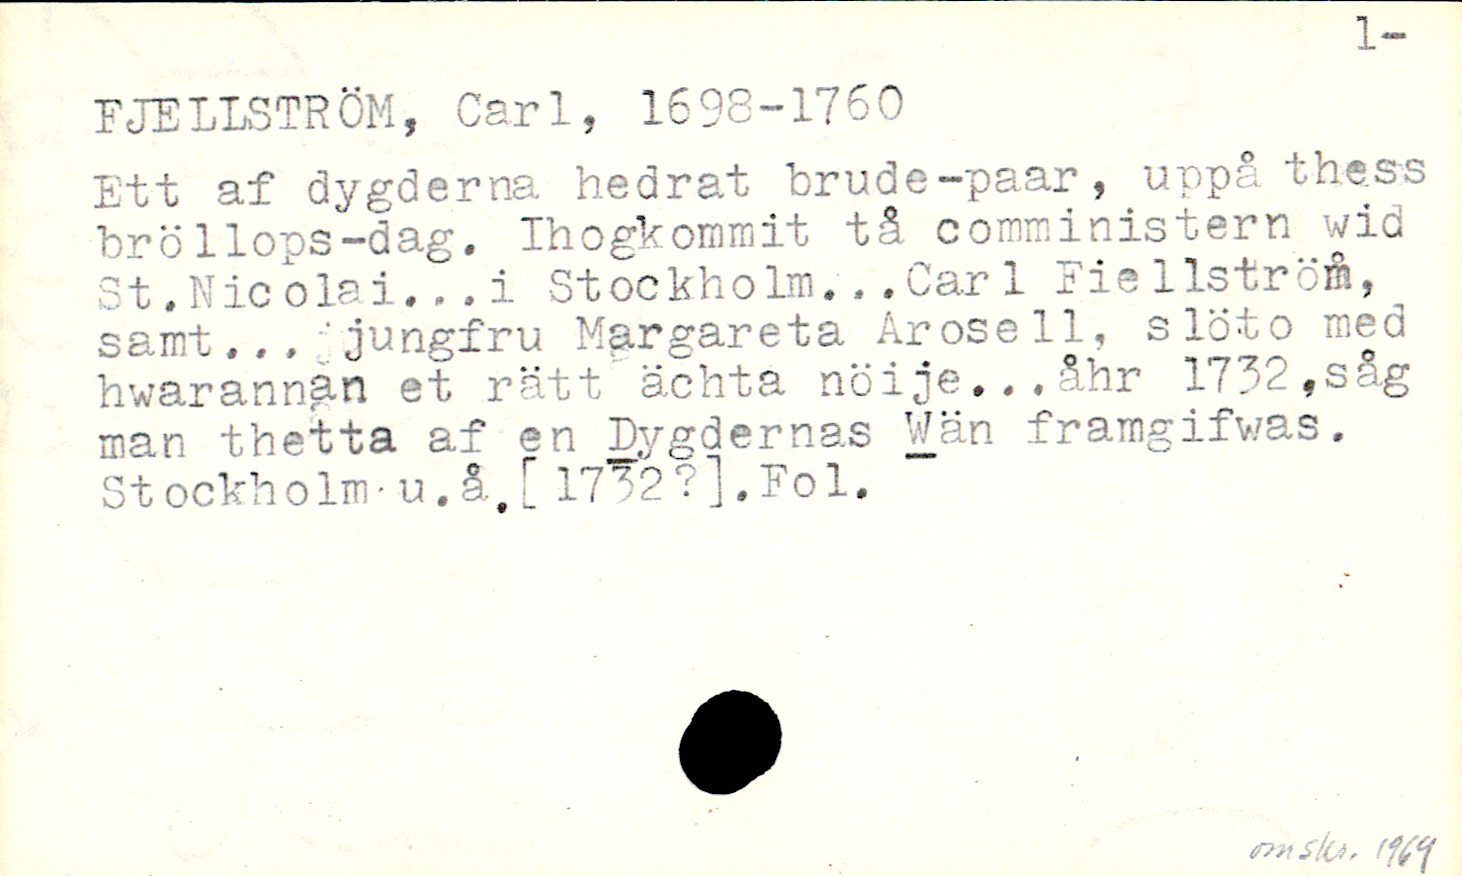 1-
FJELLSTRÖM, Carl, 1698-1760
Ett af dygderna hedrat brude-paar, uppå thess
bröllops-dag. Ihogkommit tå comministern wid
St.Nicolai...i Stockholm...Carl Fiellström,
samt... jungfru Margareta Arosell, slöto med
hwarannan et rätt ächta nöije...åhr 1732,såg
man thetta af en Dygdernas Wän framgifwas.
Stockholm u.å.[1732?].Fol.
omskr. 1969